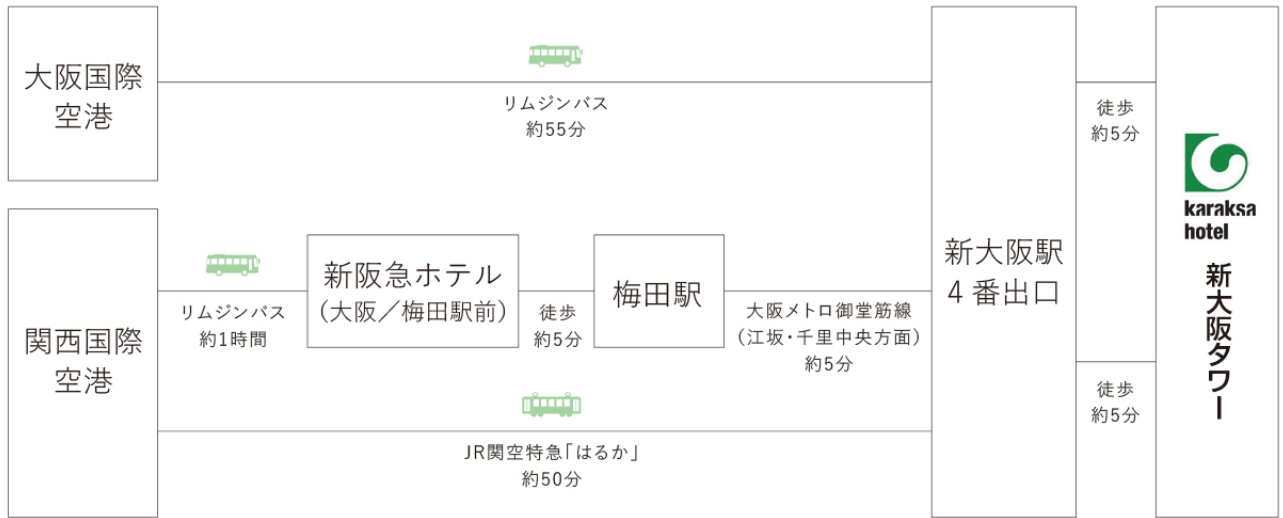 大阪国際
空港
リムジンバス
約55分
徒歩
約5分
関西国際
空港
リムジンバス
約1時間
新阪急ホテル
（大阪／梅田駅前）
徒歩
約5分
梅田駅
大阪メトロ御堂筋線
（江坂・千里中央方面）
約5分
JR関空特急「はるか」
約50分
新大阪駅
4番出口
徒歩
約5分
karaksa
hotel
新大阪タワー